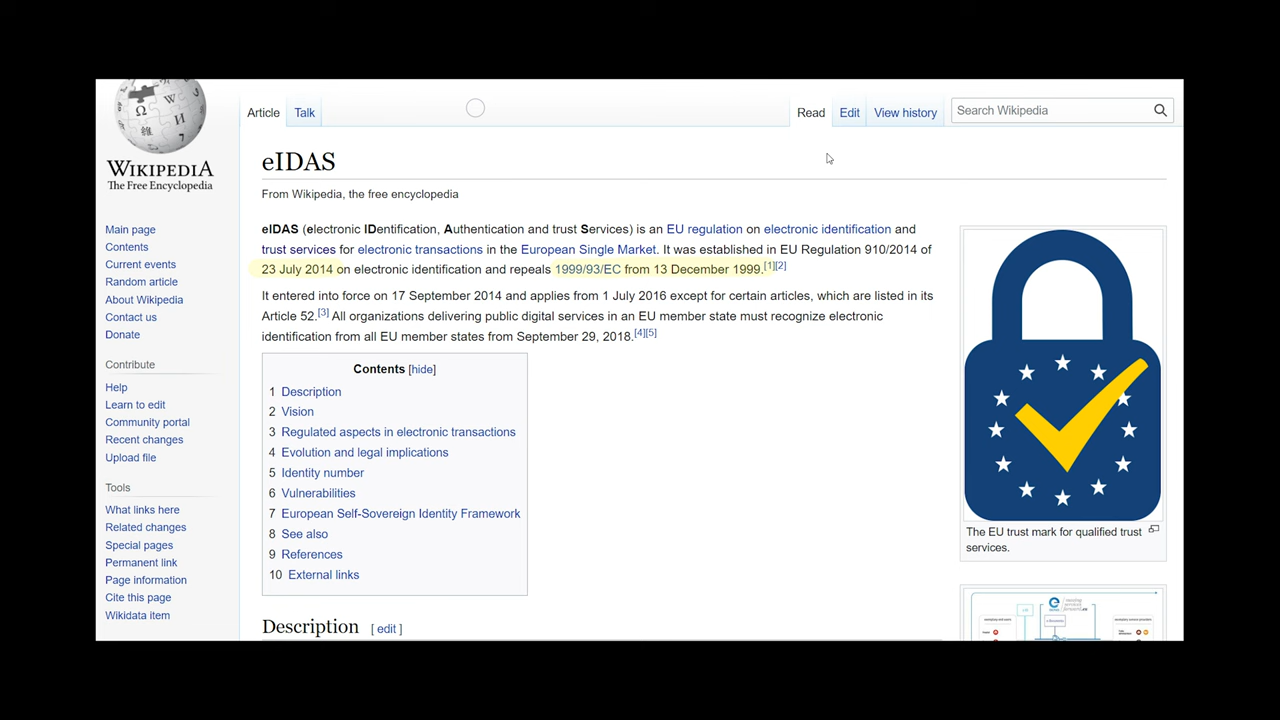 WIKIPEDIA
The Free Encyclopedia
Main page
Contents
Current events
Random article
About Wikipedia
Contact us
Donate
Contribute
Help
Learn to edit
Community portal
Recent changes
Upload file
Tools
What links here
Related changes
Special pages
Permanent link
Page information
Cite this page
Wikidata item
Article Talk Read Edit View history Search Wikipedia
eIDAS
From Wikipedia, the free encyclopedia
eIDAS (electronic IDentification, Authentication and trust Services) is an EU regulation on electronic identification and
trust services for electronic transactions in the European Single Market. It was established in EU Regulation 910/2014 of
23 July 2014 on electronic identification and repeals 1999/93/EC from 13 December 1999.[1][2]
It entered into force on 17 September 2014 and applies from 1 July 2016 except for certain articles, which are listed in its
Article 52.[3] All organizations delivering public digital services in an EU member state must recognize electronic
identification from all EU member states from September 29, 2018.[4][5]
Contents [hide]
1 Description
2 Vision
3 Regulated aspects in electronic transactions
4 Evolution and legal implications
5 Identity number
6 Vulnerabilities
7 European Self-Sovereign Identity Framework
8 See also
9 References
10 External links
Description [ edit ]
The EU trust mark for qualified trust
services.